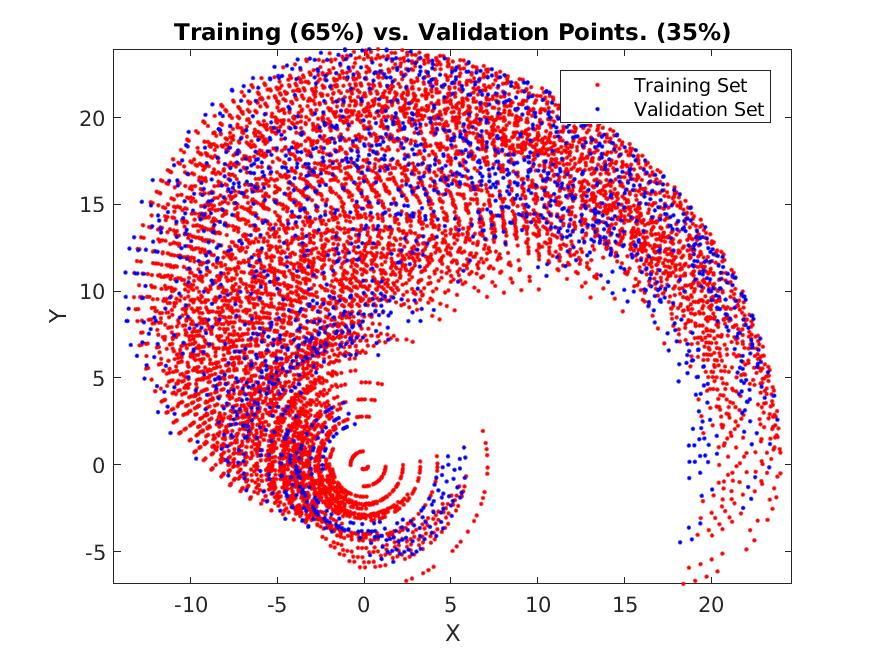 Training (65%) vs. Validation Points. (35%)
Training Set
Validation Set
20
15
10
5
0
-5
Y
-10
-5
0
5
10
15
20
X